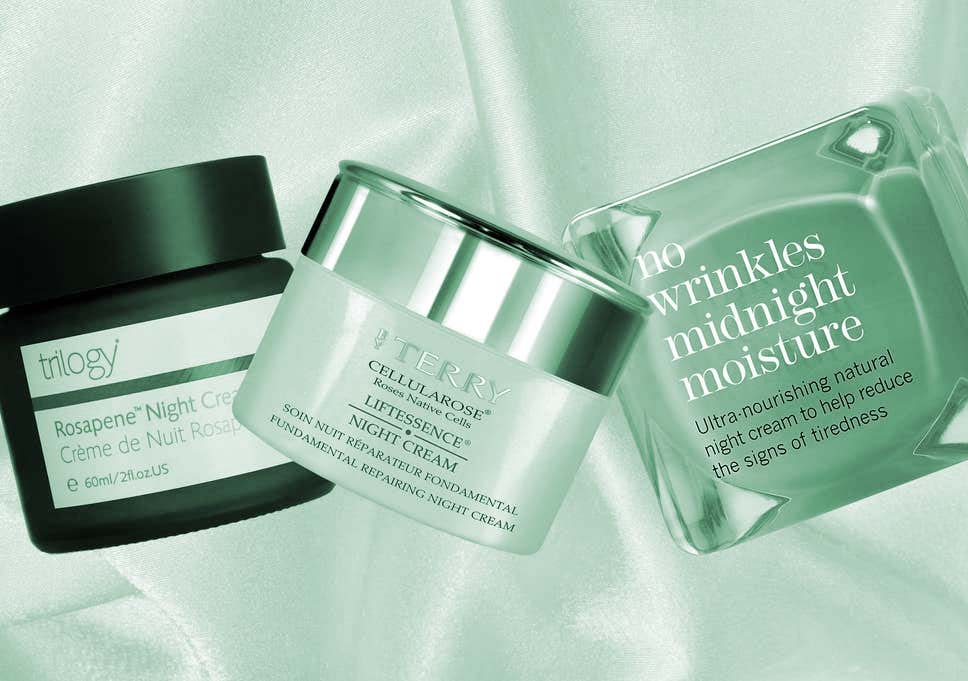 trilogy
Rosapene™ Night Crea
Crème de Nuit Rosap
e 60ml/2fl.oz.US
BY TERRY
CELLULAROSE®
Roses Native Cells
LIFTESSENCE®
NIGHT CREAM
SOIN NUIT RÉPARATEUR FONDAMENTAL
FUNDAMENTAL REPAIRING NIGHT CREAM
no
wrinkles
midnight
moisture
Ultra-nourishing natural
night cream to help reduce
the signs of tiredness